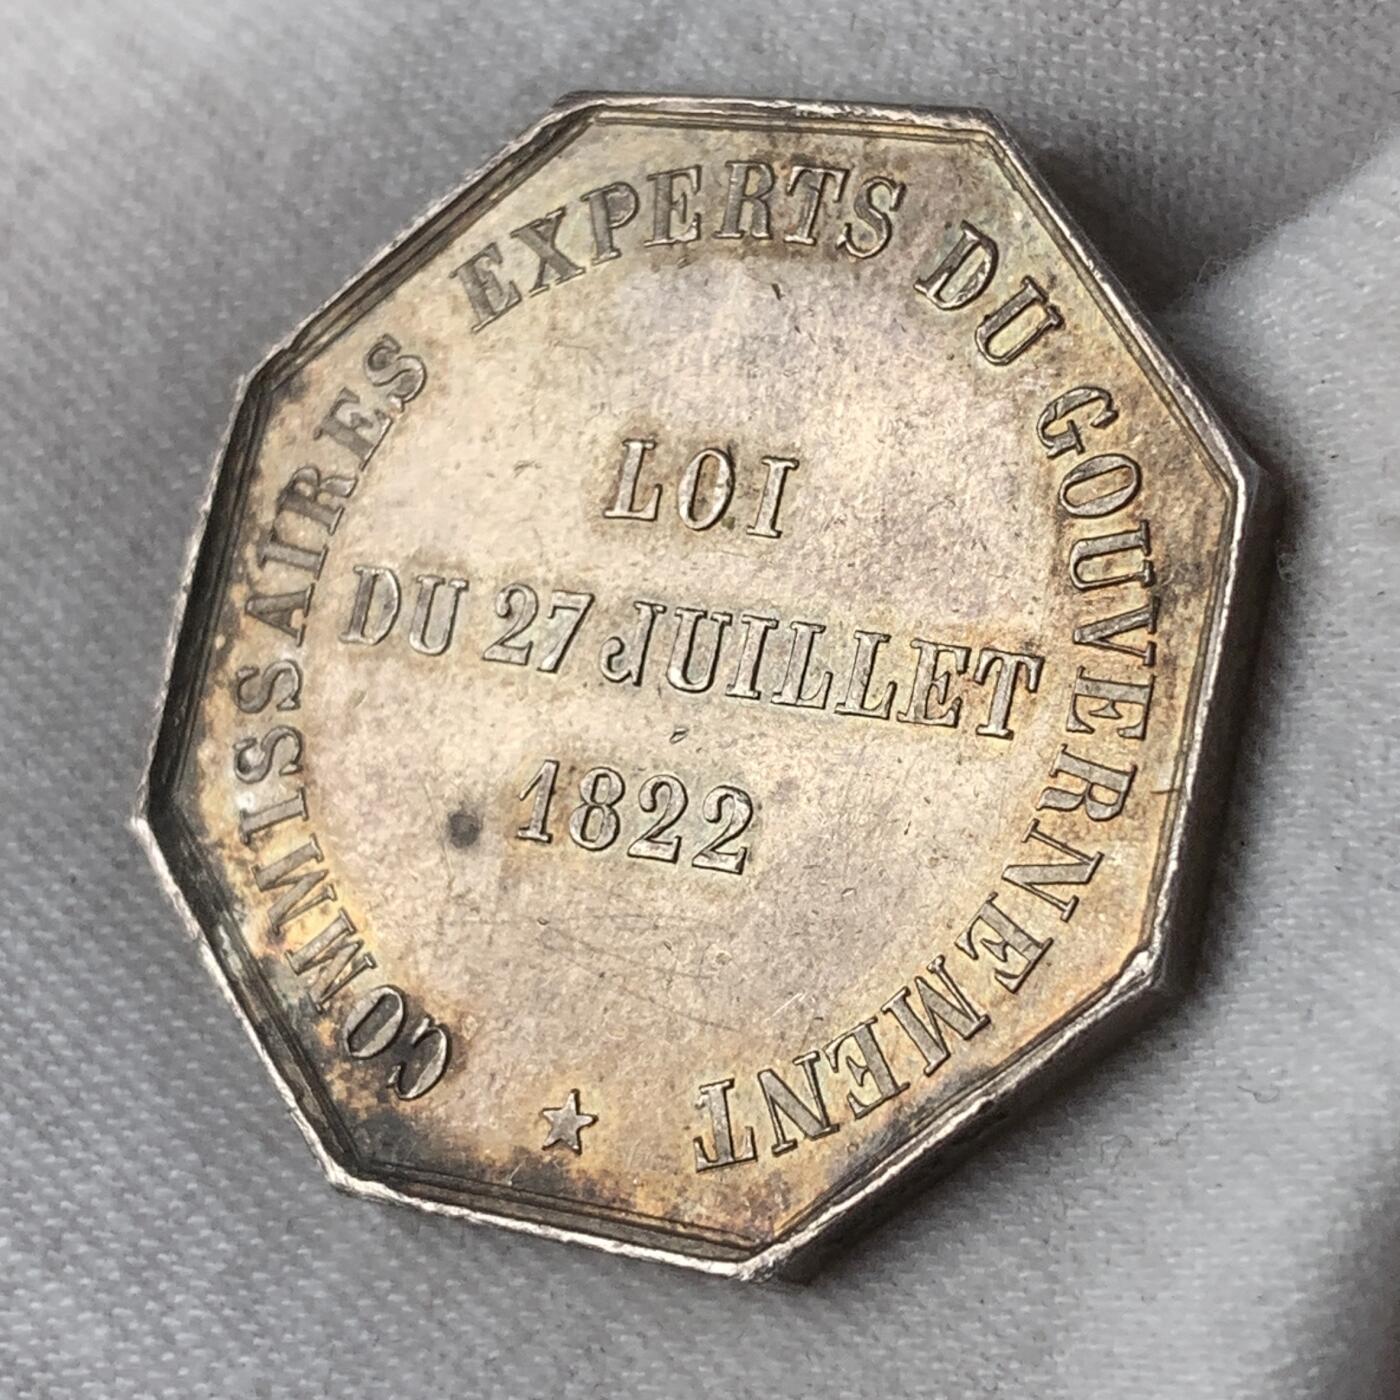 COMMISSAIRES EXPERTS DU GOUVERNEMENT
LOI
DU 27 JUILLET
1822